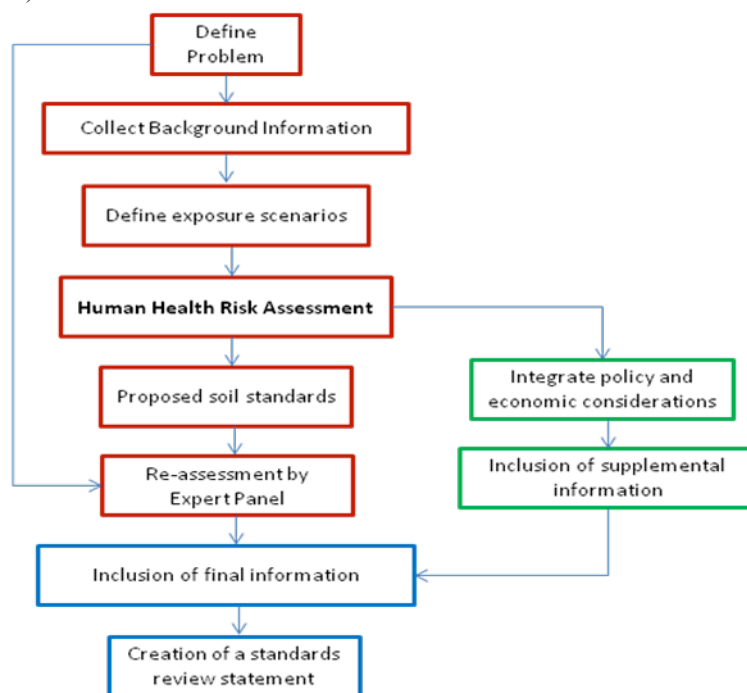 )
Define
Problem
Collect Background Information
Define exposure scenarios
Human Health Risk Assessment
Proposed soil standards
Integrate policy and
economic considerations
Re-assessment by
Expert Panel
Inclusion of supplemental
information
Inclusion of final information
Creation of a standards
review statement